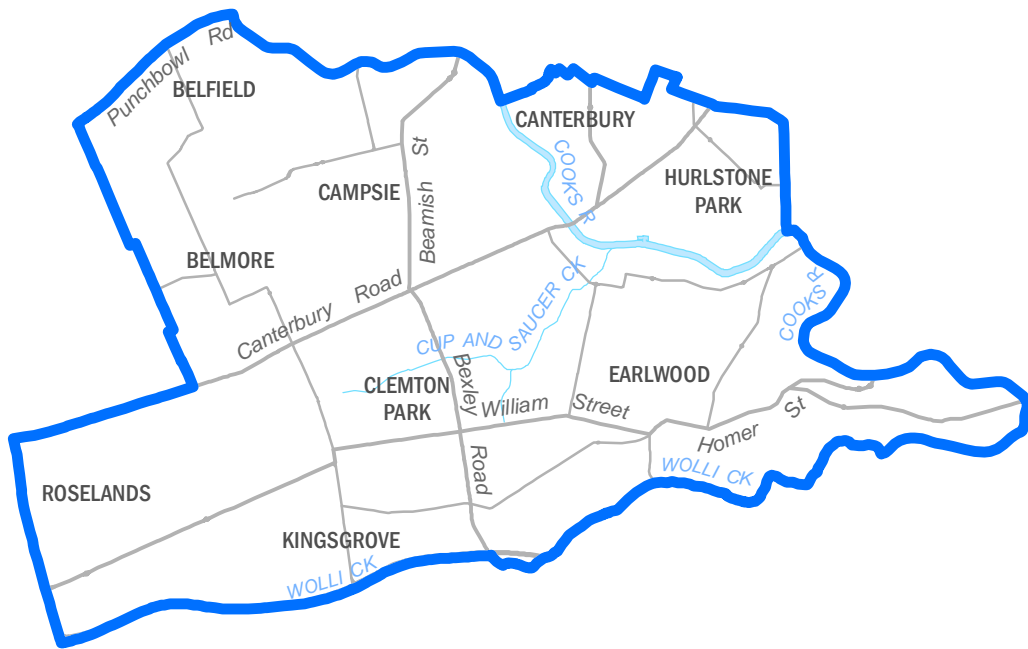 Punchbowl Rd
BELFIELD
CANTERBURY
COOKS R
HURLSTONE
PARK
CAMPSIE
Beamish St
BELMORE
Canterbury Road
COOKS R
CUP AND SAUCER CK
CLEMTON
PARK
Bexley Road
EARLWOOD
William Street
Homer St
WOLLI CK
ROSELANDS
KINGSGROVE
WOLLI CK